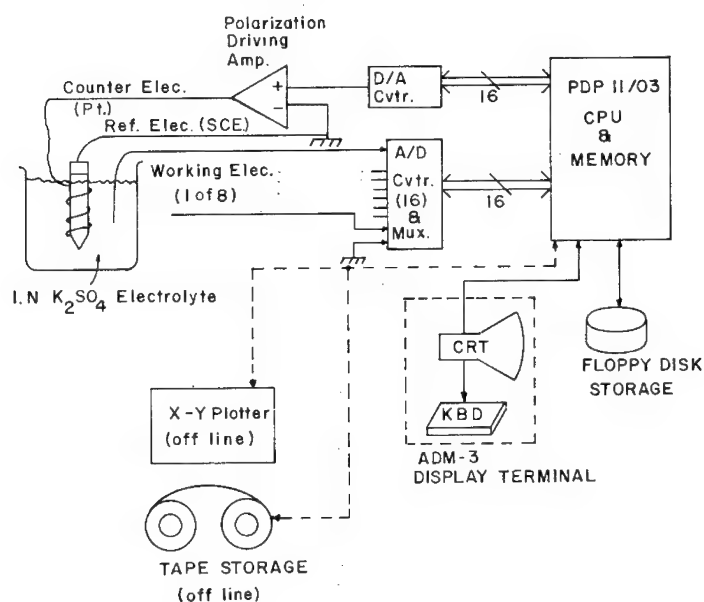 Polarization
Driving
Amp.
Counter Elec.
(Pt.)
+
−
D/A
Cvtr.
16
PDP 11/03
CPU
&
MEMORY
Ref. Elec. (SCE)
Working Elec.
(1 of 8)
A/D
Cvtr.
(16)
&
Mux.
16
1.N K2SO4 Electrolyte
CRT
KBD
ADM-3
DISPLAY TERMINAL
FLOPPY DISK
STORAGE
X-Y Plotter
(off line)
TAPE STORAGE
(off line)